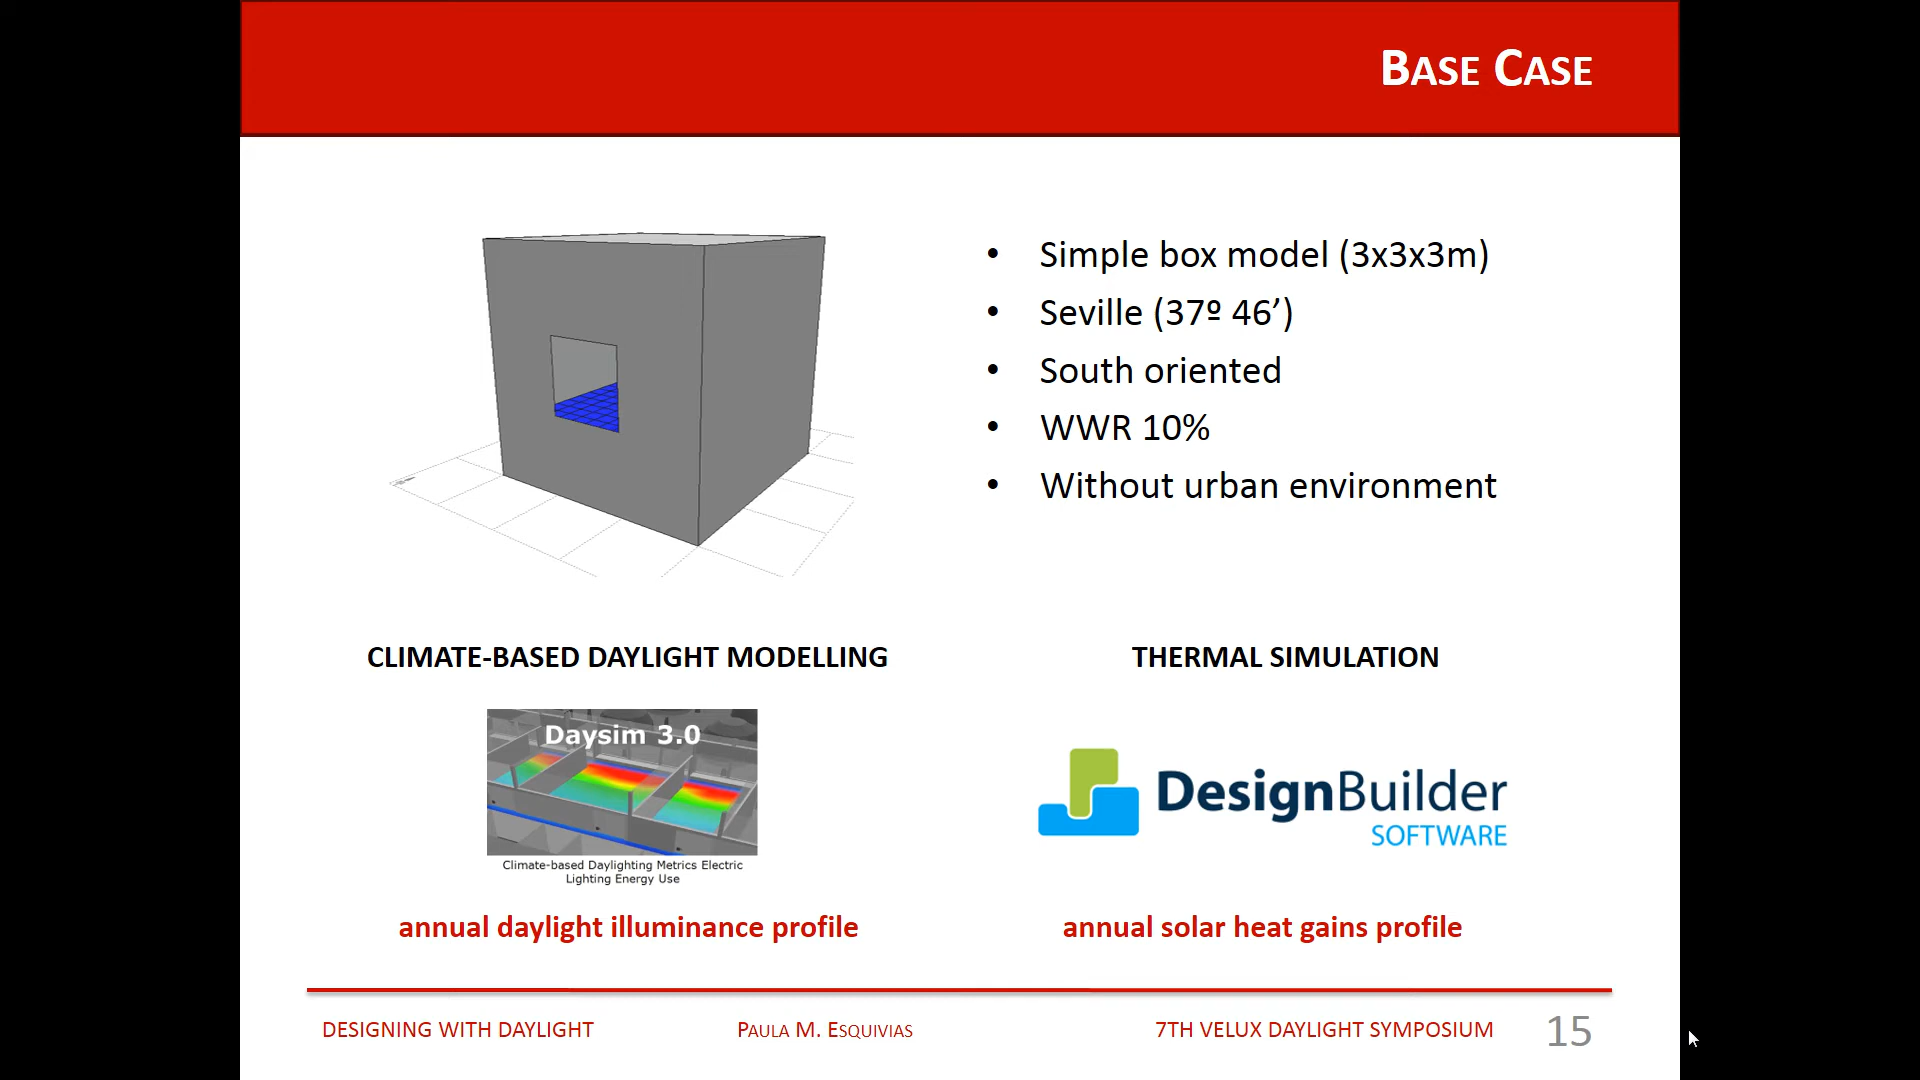 BASE CASE
• Simple box model (3x3x3m)
• Seville (37º 46’)
• South oriented
• WWR 10%
• Without urban environment
CLIMATE-BASED DAYLIGHT MODELLING
THERMAL SIMULATION
Daysim 3.0
Climate-based Daylighting Metrics Electric
Lighting Energy Use
DesignBuilder
SOFTWARE
annual daylight illuminance profile
annual solar heat gains profile
DESIGNING WITH DAYLIGHT
PAULA M. ESQUIVIAS
7TH VELUX DAYLIGHT SYMPOSIUM
15